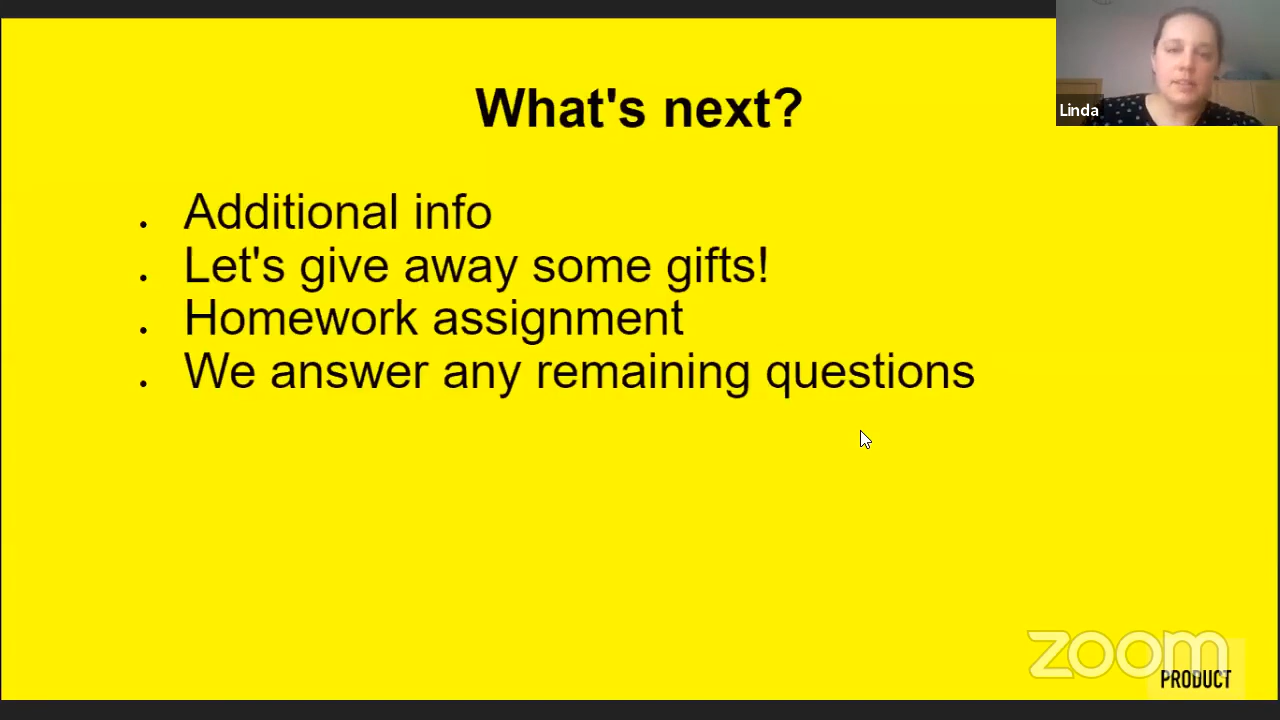 What's next?
Linda
. Additional info
. Let's give away some gifts!
. Homework assignment
. We answer any remaining questions
zoom
PRODUCT